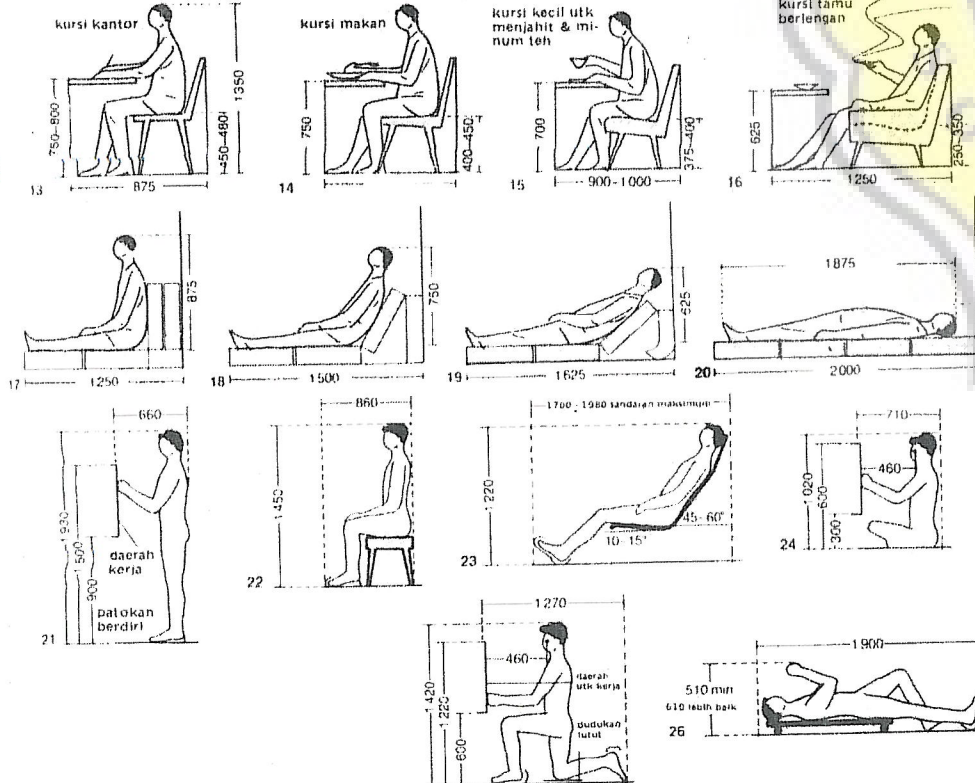 kursi kantor
750-800
450-480
1350
13
875
kursi makan
750
400-450
14
kursi kecil utk
menjahit & mi-
num teh
700
375-400
15
900-1000
kursi tamu
berlengan
625
250-350
16
1250
875
17
1250
750
18
1500
625
19
1625
1875
20
2000
660
1930
1500
900
daerah
kerja
patokan
berdiri
21
860
1450
22
1700-1980 sandaran maksimum
1220
45-60°
10-15°
23
710
460
1020
600
300
24
1270
460
1420
1220
600
daerah
utk kerja
dudukan
lutut
1900
510 min
610 lebih baik
26